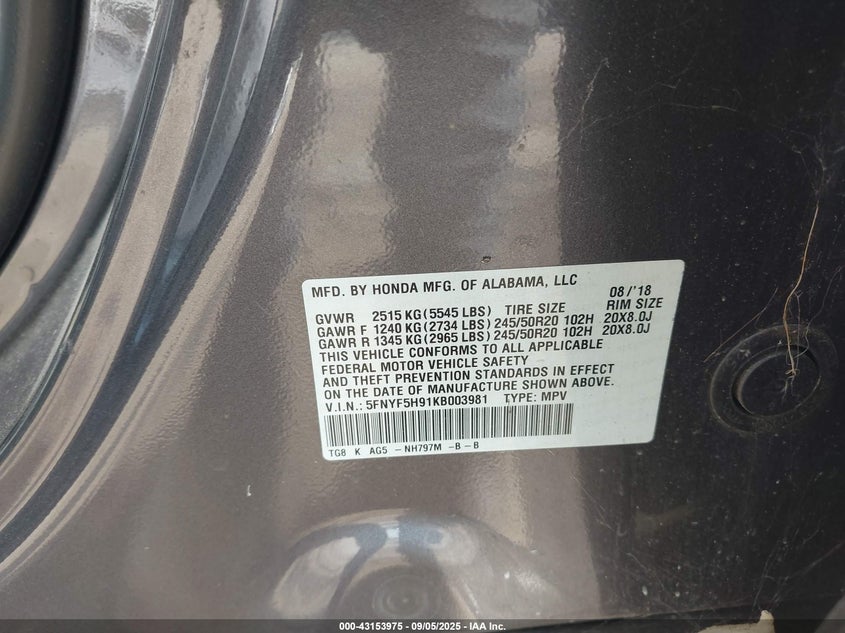 MFD. BY HONDA MFG. OF ALABAMA, LLC 08/'18
GVWR 2515 KG (5545 LBS) TIRE SIZE RIM SIZE
GAWR F 1240 KG (2734 LBS) 245/50R20 102H 20X8.0J
GAWR R 1345 KG (2965 LBS) 245/50R20 102H 20X8.0J
THIS VEHICLE CONFORMS TO ALL APPLICABLE
FEDERAL MOTOR VEHICLE SAFETY
AND THEFT PREVENTION STANDARDS IN EFFECT
ON THE DATE OF MANUFACTURE SHOWN ABOVE.
V.I.N.: 5FNYF5H91KB003981 TYPE: MPV
TG8 K AG5 -NH797M -B-B
000-43153975 - 09/05/2025 - IAA Inc.